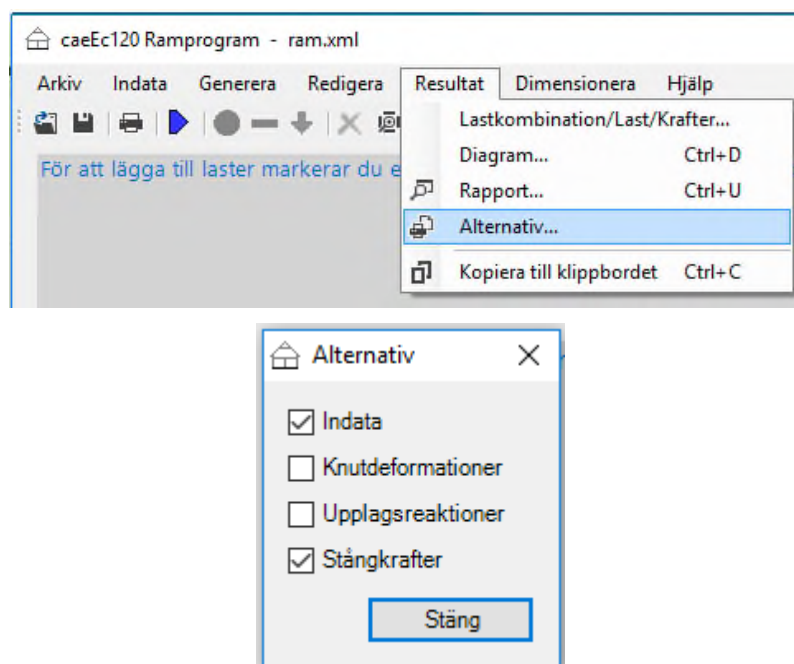 caeEc120 Ramprogram - ram.xml
Arkiv Indata Generera Redigera Resultat Dimensionera Hjälp
Lastkombination/Last/Krafter...
För att lägga till laster markerar du e
Diagram... Ctrl+D
Rapport... Ctrl+U
Alternativ...
Kopiera till klippbordet Ctrl+C
Alternativ
Indata
Knutdeformationer
Upplagsreaktioner
Stångkrafter
Stäng